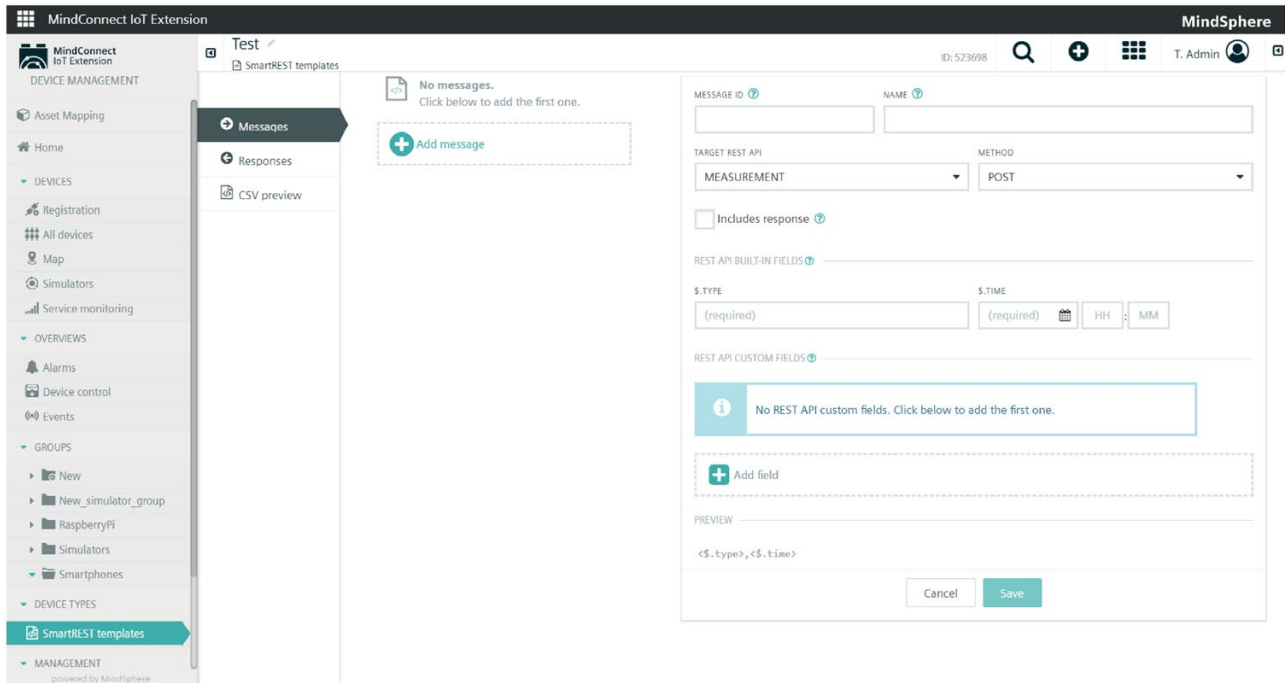 MindConnect IoT Extension
MindSphere
MindConnect
IoT Extension
DEVICE MANAGEMENT
Asset Mapping
Home
DEVICES
Registration
All devices
Map
Simulators
Service monitoring
OVERVIEWS
Alarms
Device control
Events
GROUPS
New
New_simulator_group
RaspberryPi
Simulators
Smartphones
DEVICE TYPES
SmartREST templates
MANAGEMENT
powered by MindSphere
Test
SmartREST templates
ID: 523698
T. Admin
Messages
Responses
CSV preview
No messages.
Click below to add the first one.
Add message
MESSAGE ID
NAME
TARGET REST API
METHOD
MEASUREMENT
POST
Includes response
REST API BUILT-IN FIELDS
$.TYPE
$.TIME
(required)
(required) HH : MM
REST API CUSTOM FIELDS
No REST API custom fields. Click below to add the first one.
Add field
PREVIEW
<$.type>,<$.time>
Cancel
Save